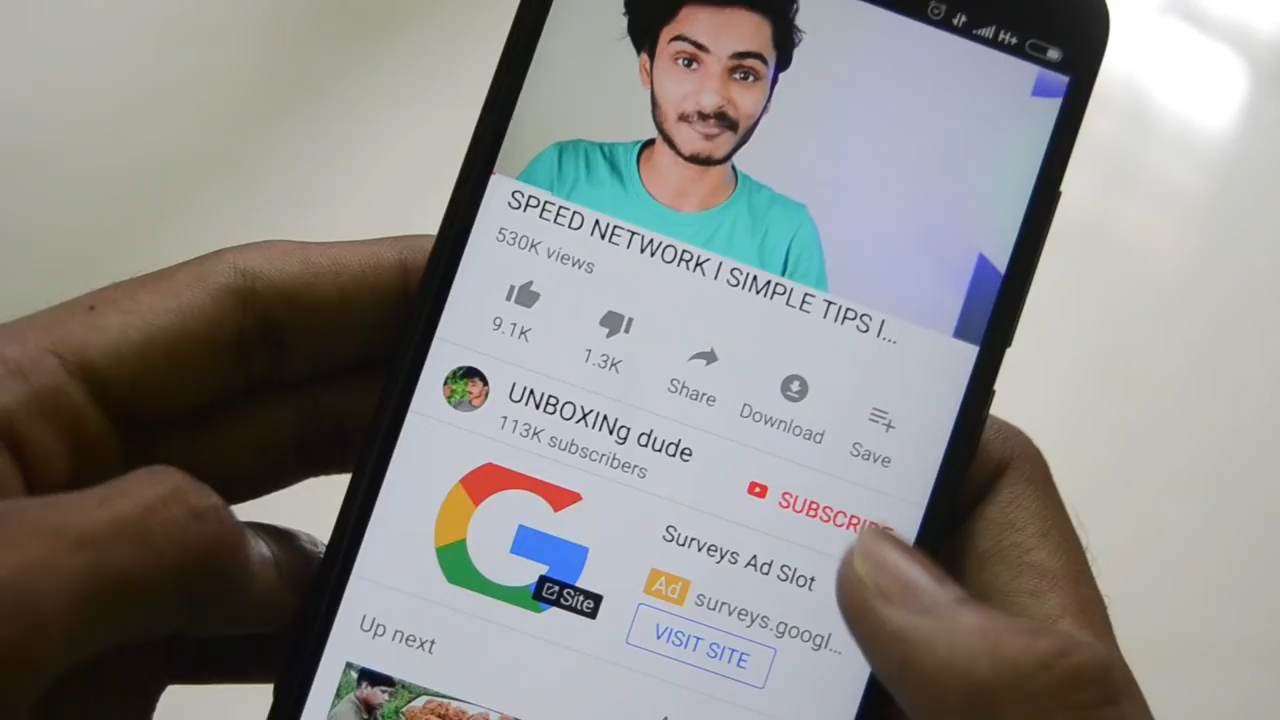 H+
SPEED NETWORK I SIMPLE TIPS I...
530K views
9.1K
1.3K
Share
Download
Save
UNBOXINg dude
113K subscribers
SUBSCRIBE
Surveys Ad Slot
Ad surveys.googl...
Site
VISIT SITE
Up next